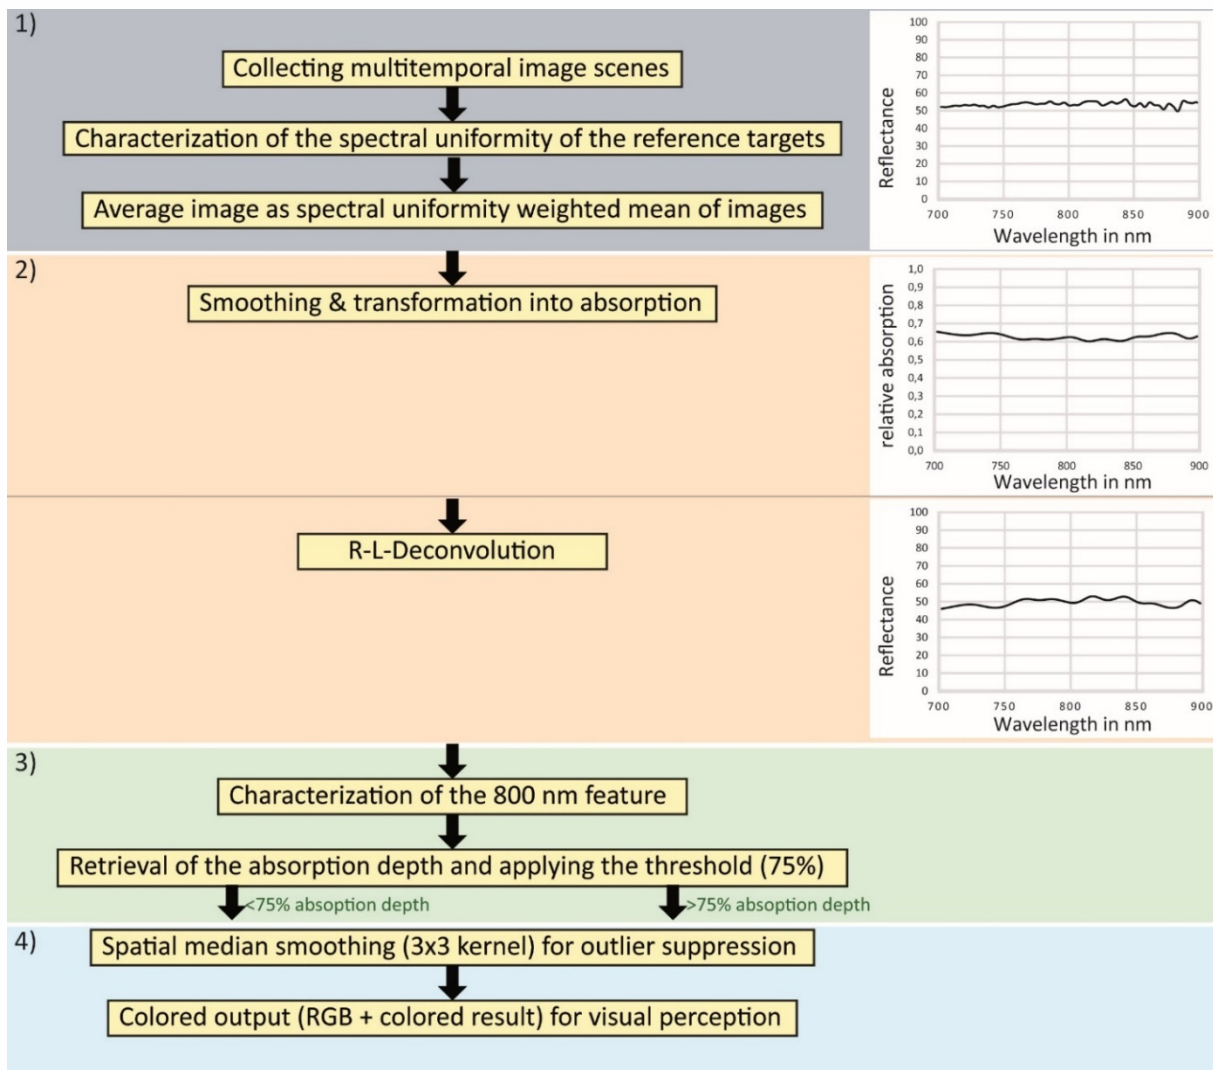 1)
Collecting multitemporal image scenes
Characterization of the spectral uniformity of the reference targets
Average image as spectral uniformity weighted mean of images
Reflectance
100
90
80
70
60
50
40
30
20
10
0
700 750 800 850 900
Wavelength in nm
2)
Smoothing & transformation into absorption
relative absorption
1,0
0,9
0,8
0,7
0,6
0,5
0,4
0,3
0,2
0,1
0,0
700 750 800 850 900
Wavelength in nm
R-L-Deconvolution
Reflectance
100
90
80
70
60
50
40
30
20
10
0
700 750 800 850 900
Wavelength in nm
3)
Characterization of the 800 nm feature
Retrieval of the absorption depth and applying the threshold (75%)
<75% absoption depth >75% absoption depth
4)
Spatial median smoothing (3x3 kernel) for outlier suppression
Colored output (RGB + colored result) for visual perception